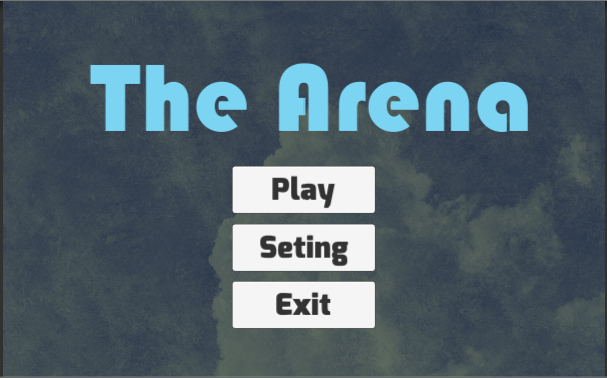 The Arena
Play
Seting
Exit